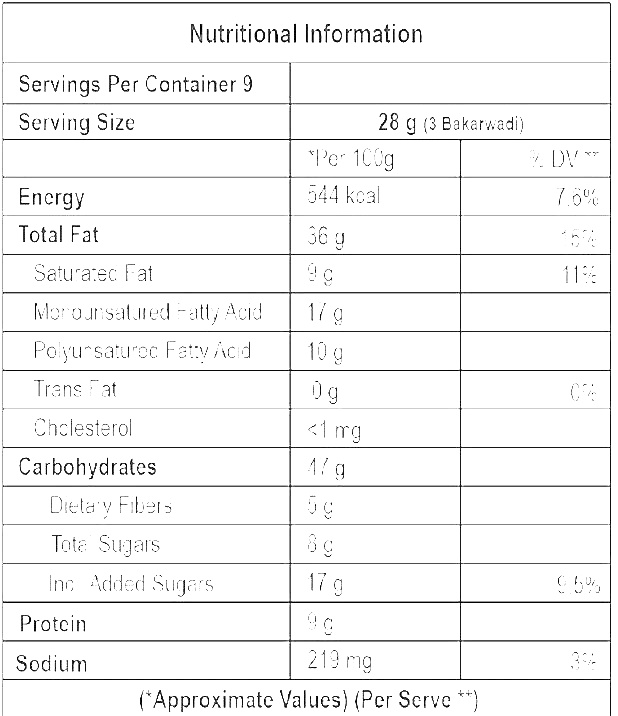 Nutritional Information
Servings Per Container 9
Serving Size 28 g (3 Bakarwadi)
*Per 100g % DV **
Energy 544 kcal 7.6%
Total Fat 36 g 15%
Saturated Fat 9 g 11%
Monounsatured Fatty Acid 17 g
Polyunsatured Fatty Acid 10 g
Trans Fat 0 g 0%
Cholesterol <1 mg
Carbohydrates 47 g
Dietary Fibers 5 g
Total Sugars 8 g
Incl. Added Sugars 17 g 9.5%
Protein 9 g
Sodium 219 mg 3%
(*Approximate Values) (Per Serve **)